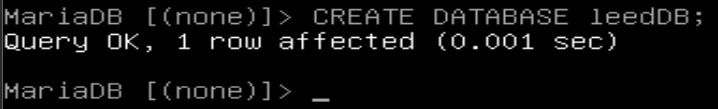 MariaDB [(none)]> CREATE DATABASE leedDB;
Query OK, 1 row affected (0.001 sec)
MariaDB [(none)]> _